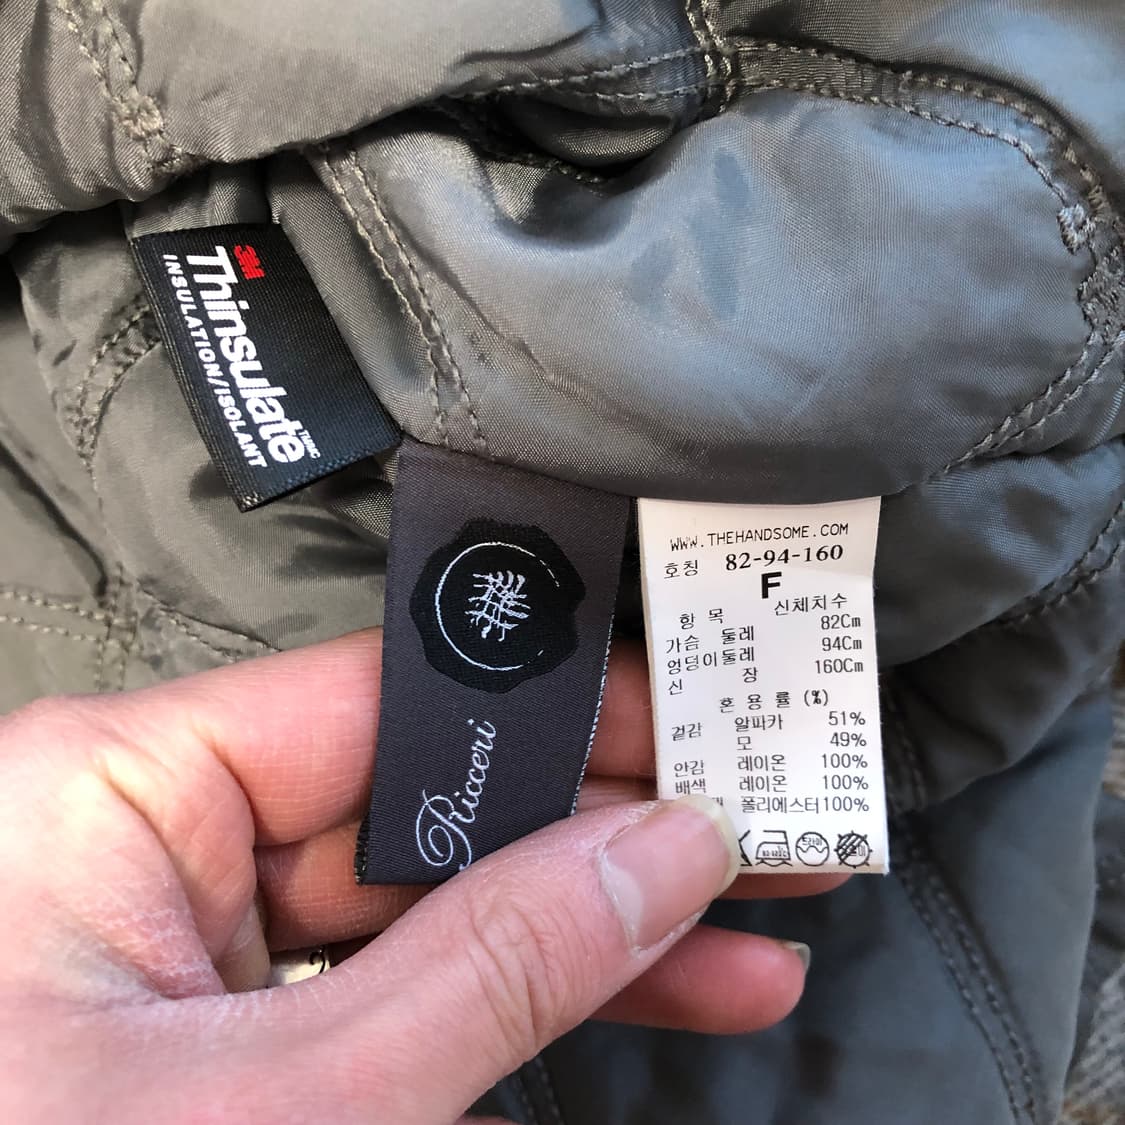 3M
Thinsulate
INSULATION/ISOLANT
Ricceri
WWW.THEHANDSOME.COM
호칭 82-94-160
F
항 목 신체치수
가슴 둘레 82Cm
엉덩이둘레 94Cm
신 장 160Cm
혼 용 률 (%)
겉감 알파카 51%
모 49%
안감 레이온 100%
배색 레이온 100%
폴리에스터100%
드라이